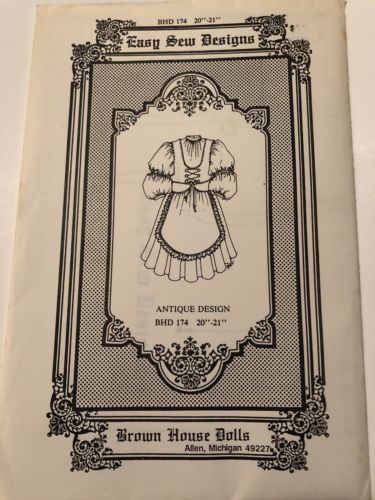 BHD 174 20"-21"
Easy Sew Designs
$
ANTIQUE DESIGN
BHD 174 20"-21"
Brown House Dolls
Allen, Michigan 49227